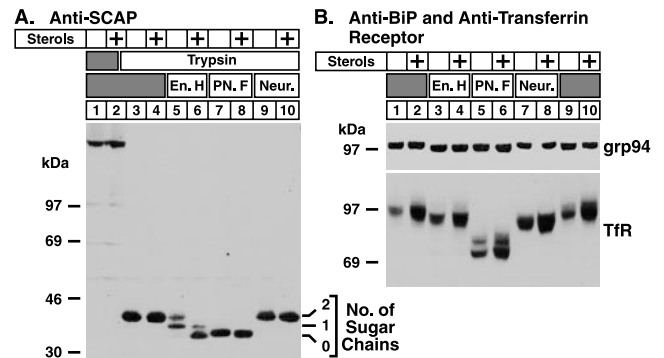 A. Anti-SCAP
Sterols + + + + +
Trypsin
En. H PN. F Neur.
1 2 3 4 5 6 7 8 9 10
kDa
97
69
46
30
2
1
0
No. of
Sugar
Chains
B. Anti-BiP and Anti-Transferrin
Receptor
Sterols + + + + +
En. H PN. F Neur.
1 2 3 4 5 6 7 8 9 10
kDa
97
grp94
97
69
TfR